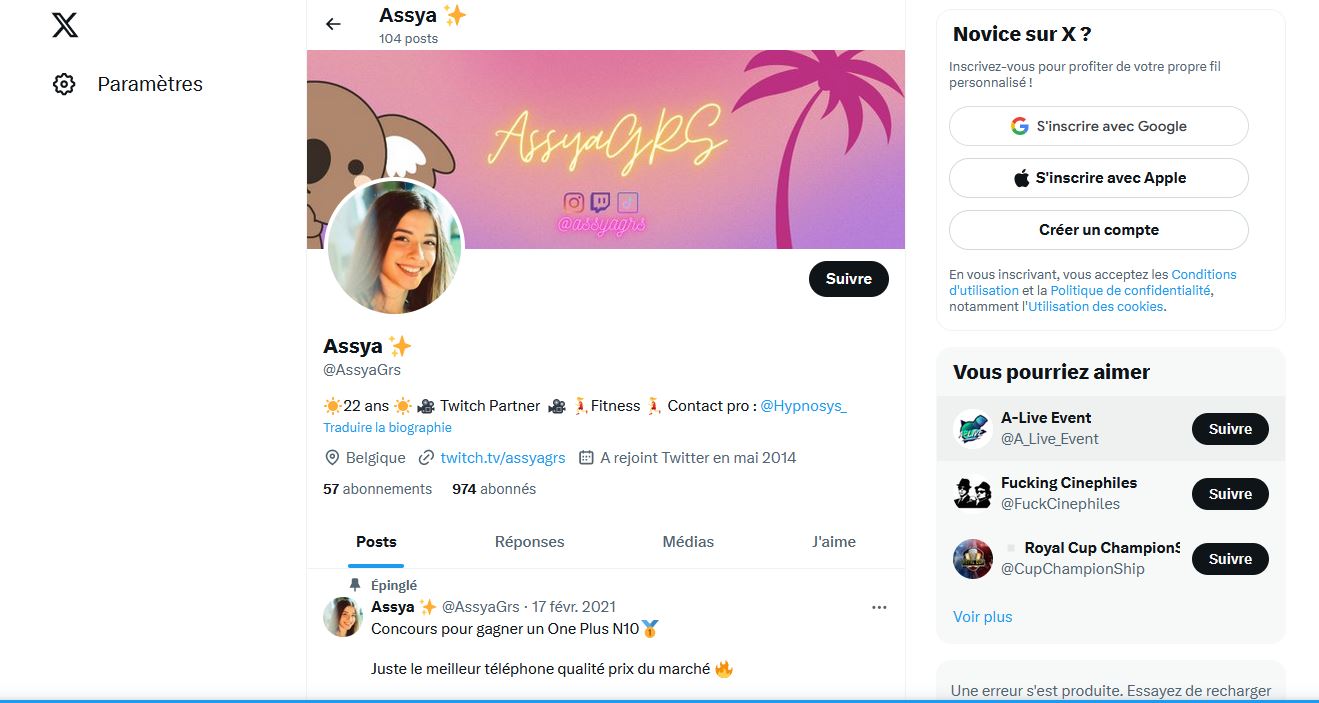 Paramètres
Assya ✨
104 posts
AssyaGRS
@assyagrs
Suivre
Assya ✨
@AssyaGrs
☀️22 ans ☀️ 🎥 Twitch Partner 🎥 💃Fitness 💃 Contact pro : @Hypnosys_
Traduire la biographie
Belgique twitch.tv/assyagrs A rejoint Twitter en mai 2014
57 abonnements 974 abonnés
Posts Réponses Médias J'aime
Épinglé
Assya ✨ @AssyaGrs · 17 févr. 2021
Concours pour gagner un One Plus N10🥇
Juste le meilleur téléphone qualité prix du marché 🔥
Novice sur X ?
Inscrivez-vous pour profiter de votre propre fil
personnalisé !
S'inscrire avec Google
S'inscrire avec Apple
Créer un compte
En vous inscrivant, vous acceptez les Conditions
d'utilisation et la Politique de confidentialité,
notamment l'Utilisation des cookies.
Vous pourriez aimer
A-Live Event
@A_Live_Event
Suivre
Fucking Cinephiles
@FuckCinephiles
Suivre
Royal Cup ChampionS
@CupChampionShip
Suivre
Voir plus
Une erreur s'est produite. Essayez de recharger